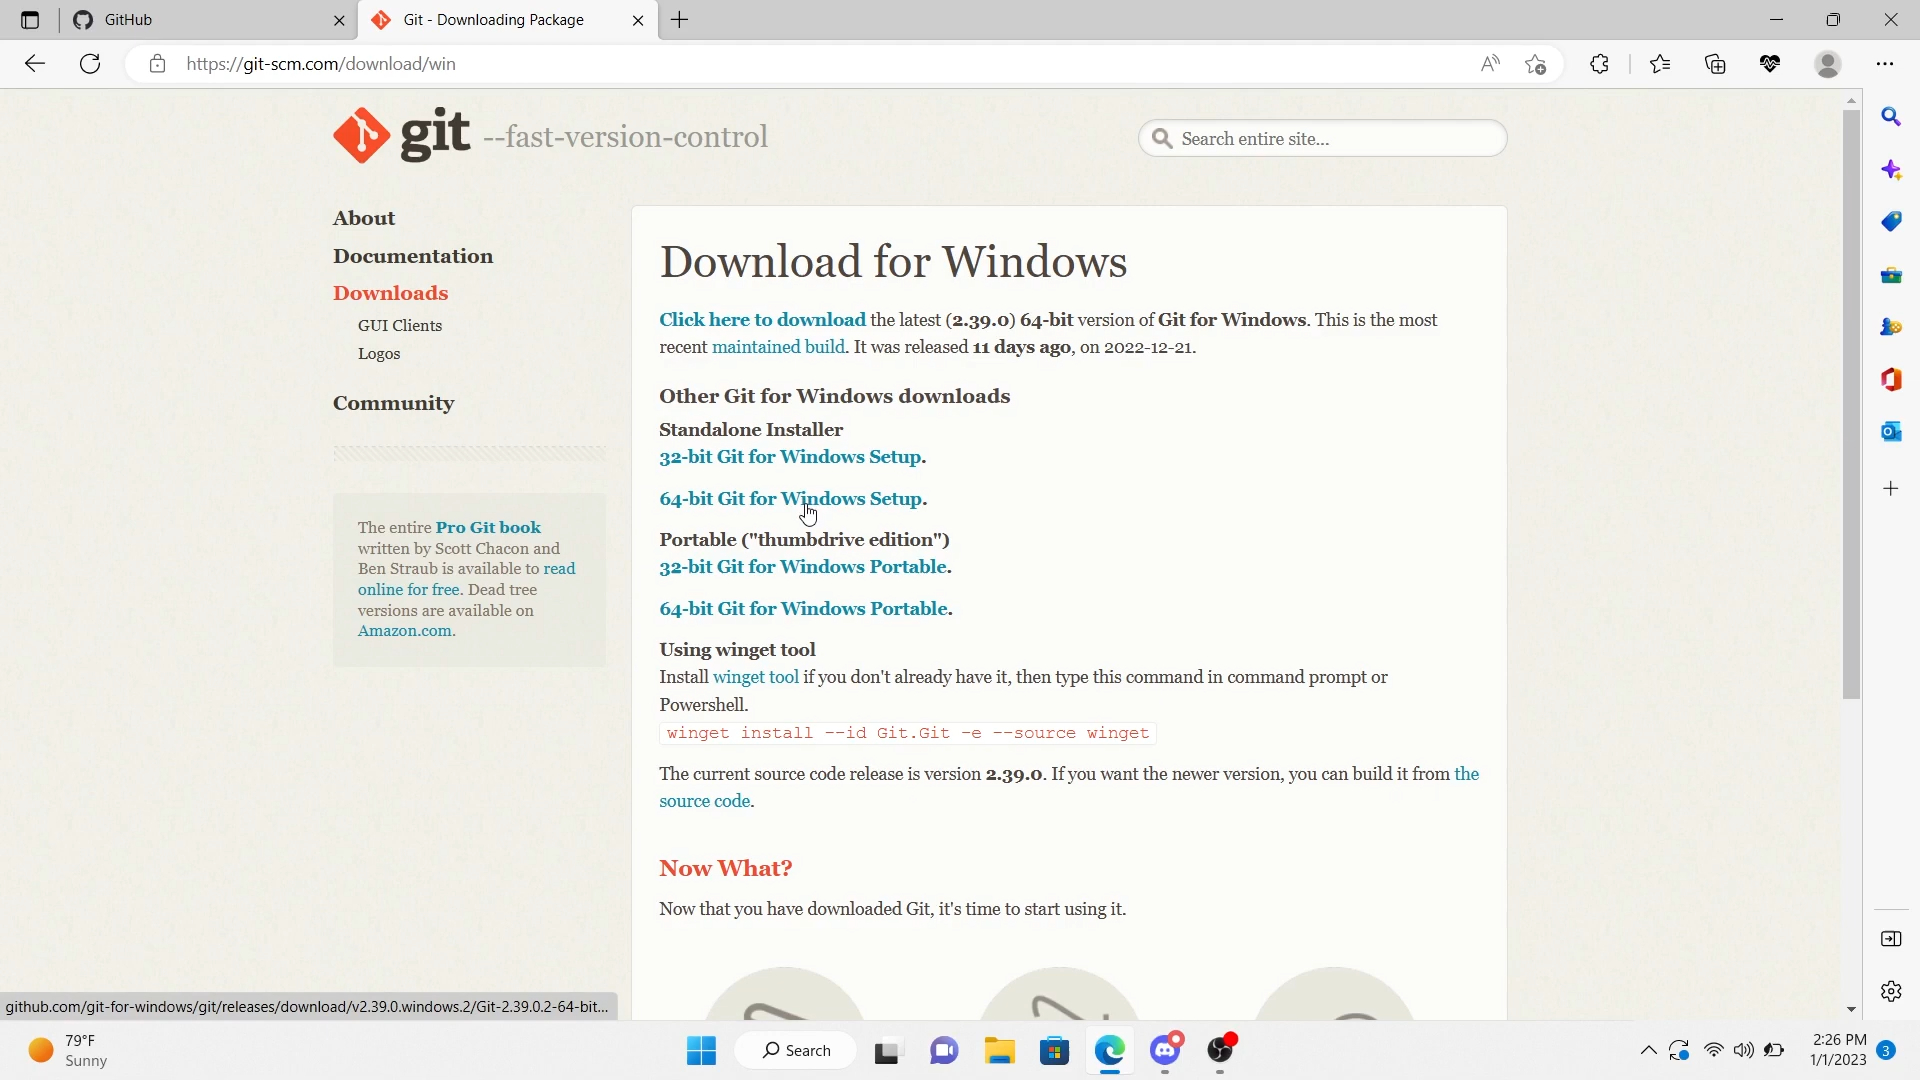 GitHub
Git - Downloading Package
https://git-scm.com/download/win
git --fast-version-control
Search entire site...
About
Documentation
Downloads
GUI Clients
Logos
Community
The entire Pro Git book
written by Scott Chacon and
Ben Straub is available to read
online for free. Dead tree
versions are available on
Amazon.com.
Download for Windows
Click here to download the latest (2.39.0) 64-bit version of Git for Windows. This is the most
recent maintained build. It was released 11 days ago, on 2022-12-21.
Other Git for Windows downloads
Standalone Installer
32-bit Git for Windows Setup.
64-bit Git for Windows Setup.
Portable ("thumbdrive edition")
32-bit Git for Windows Portable.
64-bit Git for Windows Portable.
Using winget tool
Install winget tool if you don't already have it, then type this command in command prompt or
Powershell.
winget install --id Git.Git -e --source winget
The current source code release is version 2.39.0. If you want the newer version, you can build it from the
source code.
Now What?
Now that you have downloaded Git, it's time to start using it.
github.com/git-for-windows/git/releases/download/v2.39.0.windows.2/Git-2.39.0.2-64-bit...
79°F
Sunny
Search
2:26 PM
1/1/2023
3